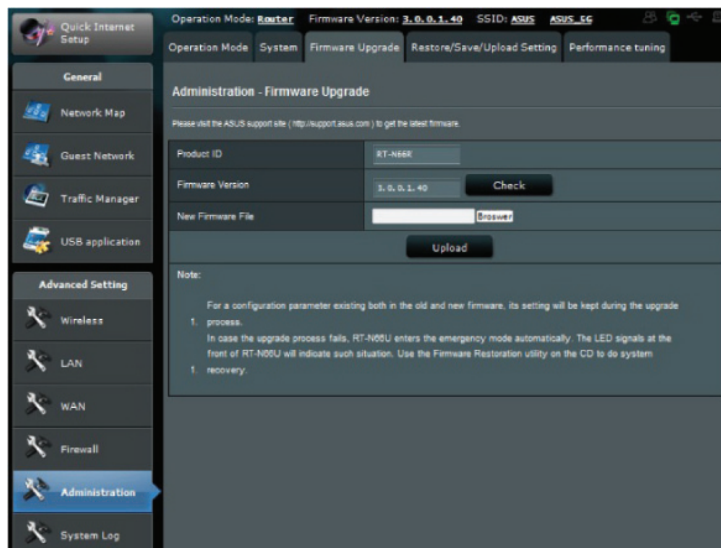 Quick Internet
Setup
Operation Mode: Router Firmware Version: 3.0.0.1.40 SSID: ASUS ASUS_5G
Operation Mode System Firmware Upgrade Restore/Save/Upload Setting Performance tuning
General
Network Map
Guest Network
Traffic Manager
USB application
Advanced Setting
Wireless
LAN
WAN
Firewall
Administration
System Log
Administration - Firmware Upgrade
Please visit the ASUS support site ( http://support.asus.com ) to get the latest firmware.
Product ID RT-N66R
Firmware Version 3.0.0.1.40 Check
New Firmware File Broswer
Upload
Note:
For a configuration parameter existing both in the old and new firmware, its setting will be kept during the upgrade
1. process.
In case the upgrade process fails, RT-N66U enters the emergency mode automatically. The LED signals at the
front of RT-N66U will indicate such situation. Use the Firmware Restoration utility on the CD to do system
1. recovery.